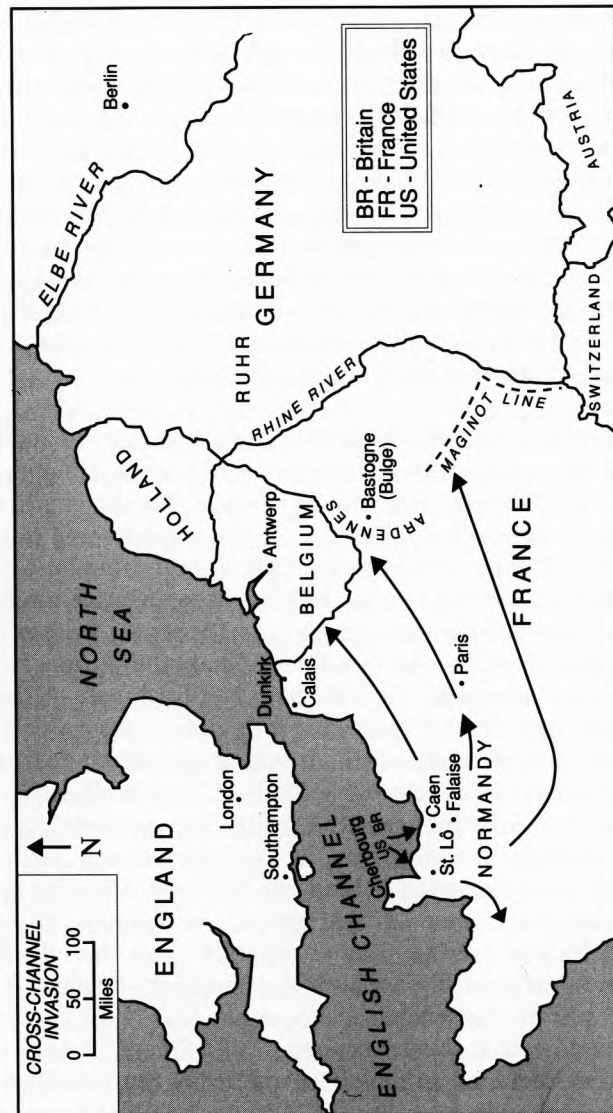 CROSS-CHANNEL
INVASION
0 50 100
Miles
N
ENGLAND
London
Southampton
NORTH
SEA
ENGLISH CHANNEL
Cherbourg
US BR
St. Lô
Caen
Falaise
NORMANDY
Dunkirk
Calais
Paris
FRANCE
HOLLAND
Antwerp
BELGIUM
ARDENNES
Bastogne
(Bulge)
MAGINOT LINE
RHINE RIVER
RUHR
GERMANY
ELBE RIVER
Berlin
BR - Britain
FR - France
US - United States
SWITZERLAND
AUSTRIA